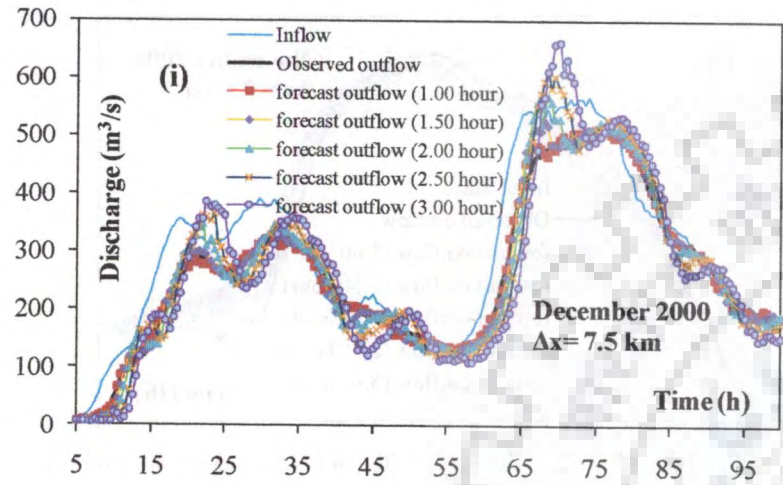 700
600
500
400
300
200
100
0
Discharge (m³/s)
(i)
Inflow
Observed outflow
forecast outflow (1.00 hour)
forecast outflow (1.50 hour)
forecast outflow (2.00 hour)
forecast outflow (2.50 hour)
forecast outflow (3.00 hour)
December 2000
Δx= 7.5 km
Time (h)
5 15 25 35 45 55 65 75 85 95